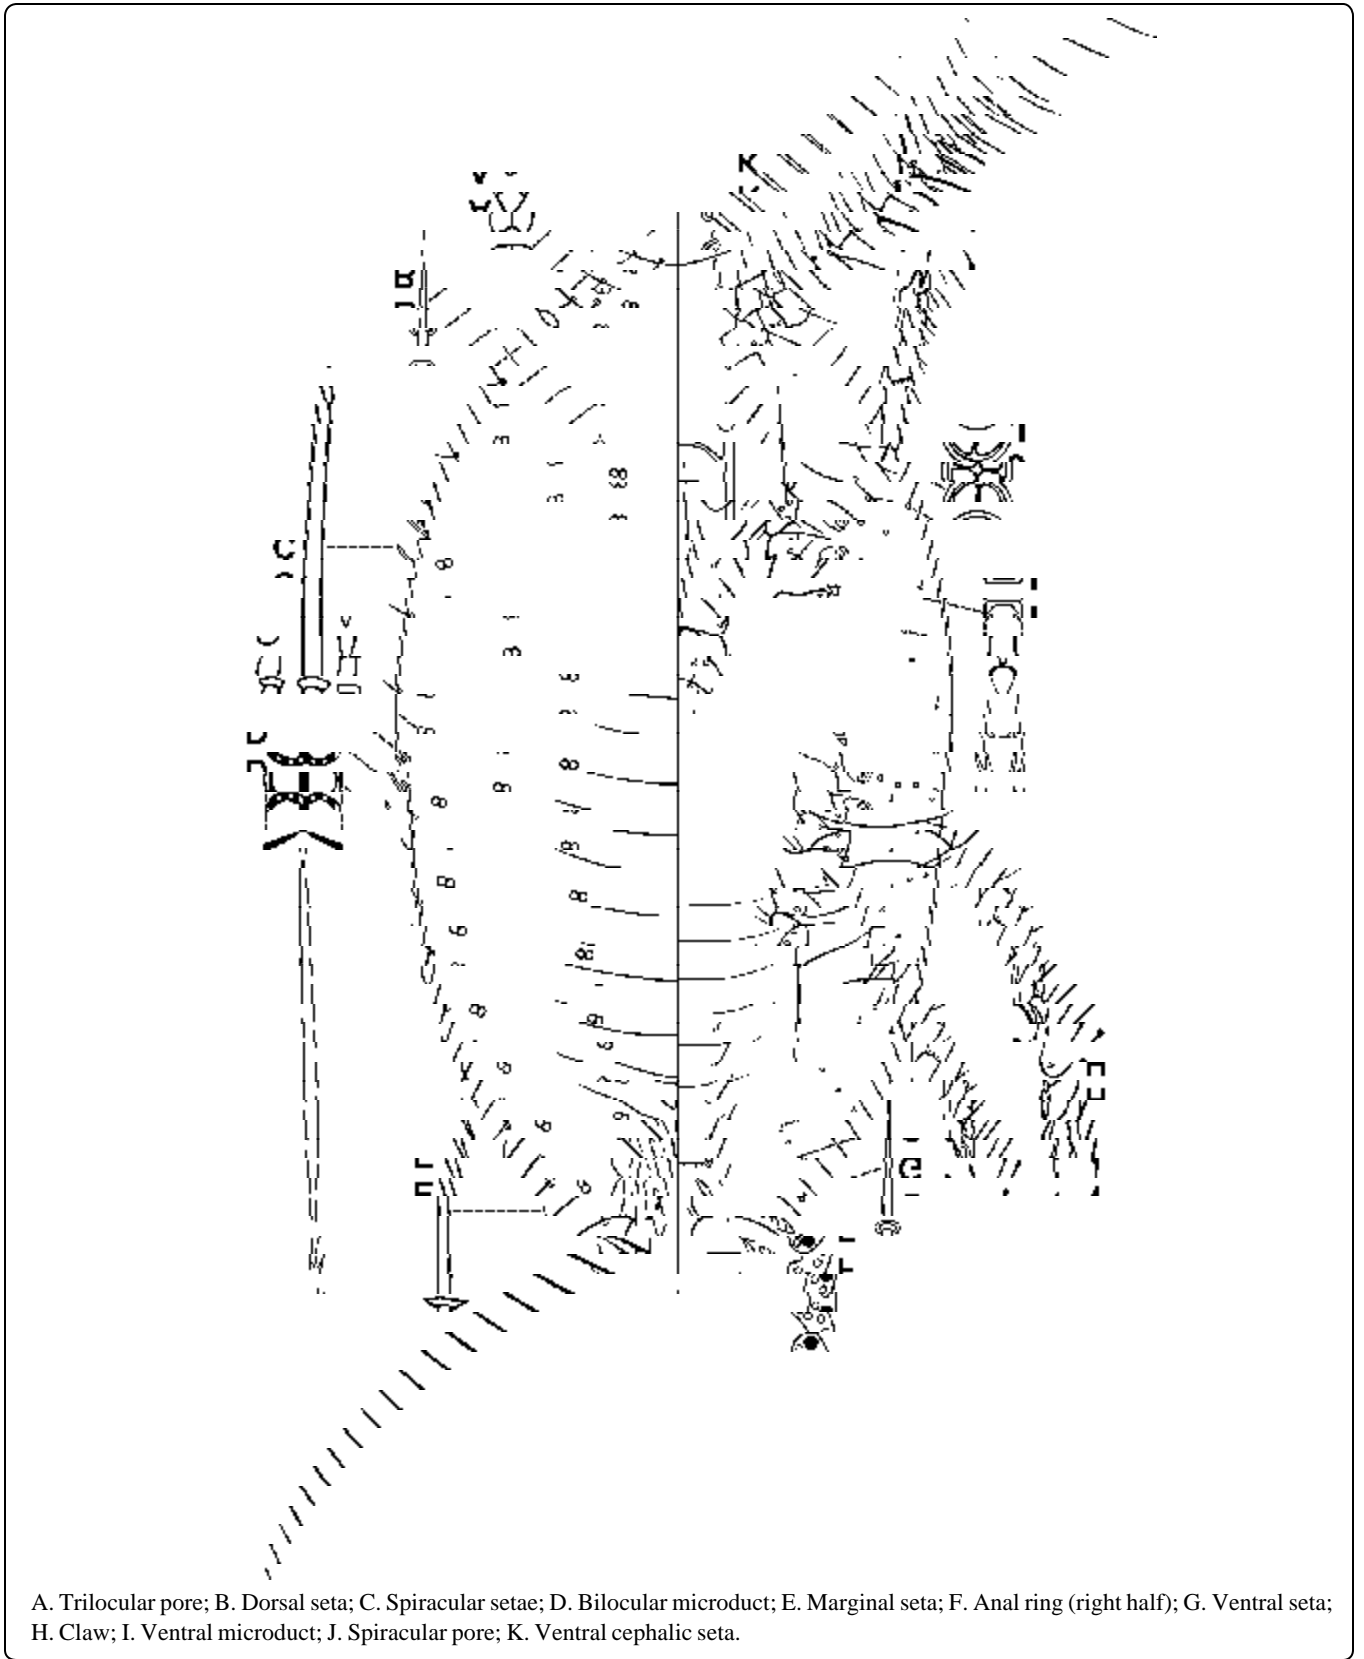 K
B
C
G
A. Trilocular pore; B. Dorsal seta; C. Spiracular setae; D. Bilocular microduct; E. Marginal seta; F. Anal ring (right half); G. Ventral seta;
H. Claw; I. Ventral microduct; J. Spiracular pore; K. Ventral cephalic seta.